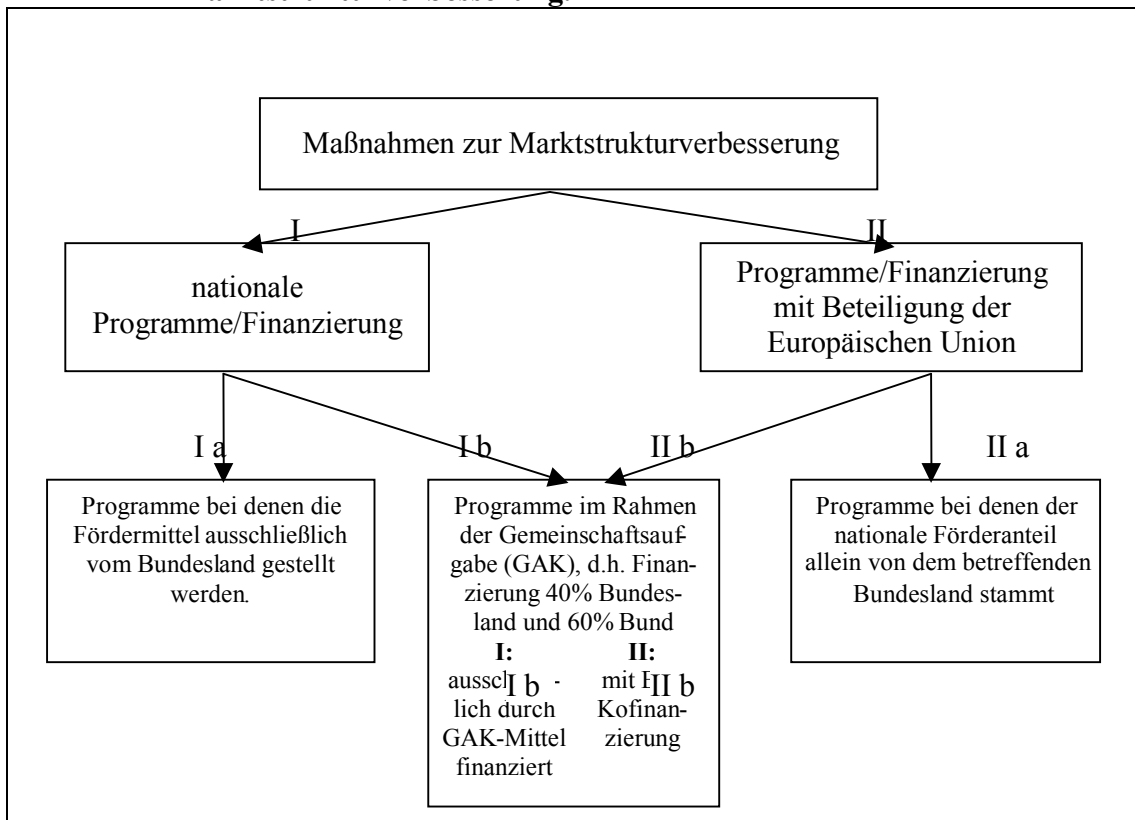 Maßnahmen zur Marktstrukturverbesserung
I
II
nationale
Programme/Finanzierung
Programme/Finanzierung
mit Beteiligung der
Europäischen Union
I a
I b
II b
II a
Programme bei denen die
Fördermittel ausschließlich
vom Bundesland gestellt
werden.
Programme im Rahmen
der Gemeinschaftsauf-
gabe (GAK), d.h. Finan-
zierung 40% Bundes-
land und 60% Bund
I:
I b
lich durch
GAK-Mittel
finanziert
II:
mit
II b
Kofinan-
zierung
Programme bei denen der
nationale Förderanteil
allein von dem betreffenden
Bundesland stammt